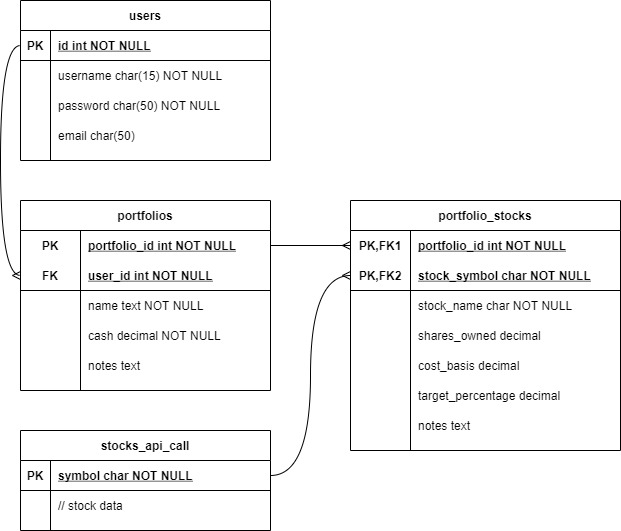 users
PK id int NOT NULL
username char(15) NOT NULL
password char(50) NOT NULL
email char(50)
portfolios
PK portfolio_id int NOT NULL
FK user_id int NOT NULL
name text NOT NULL
cash decimal NOT NULL
notes text
portfolio_stocks
PK,FK1 portfolio_id int NOT NULL
PK,FK2 stock_symbol char NOT NULL
stock_name char NOT NULL
shares_owned decimal
cost_basis decimal
target_percentage decimal
notes text
stocks_api_call
PK symbol char NOT NULL
// stock data